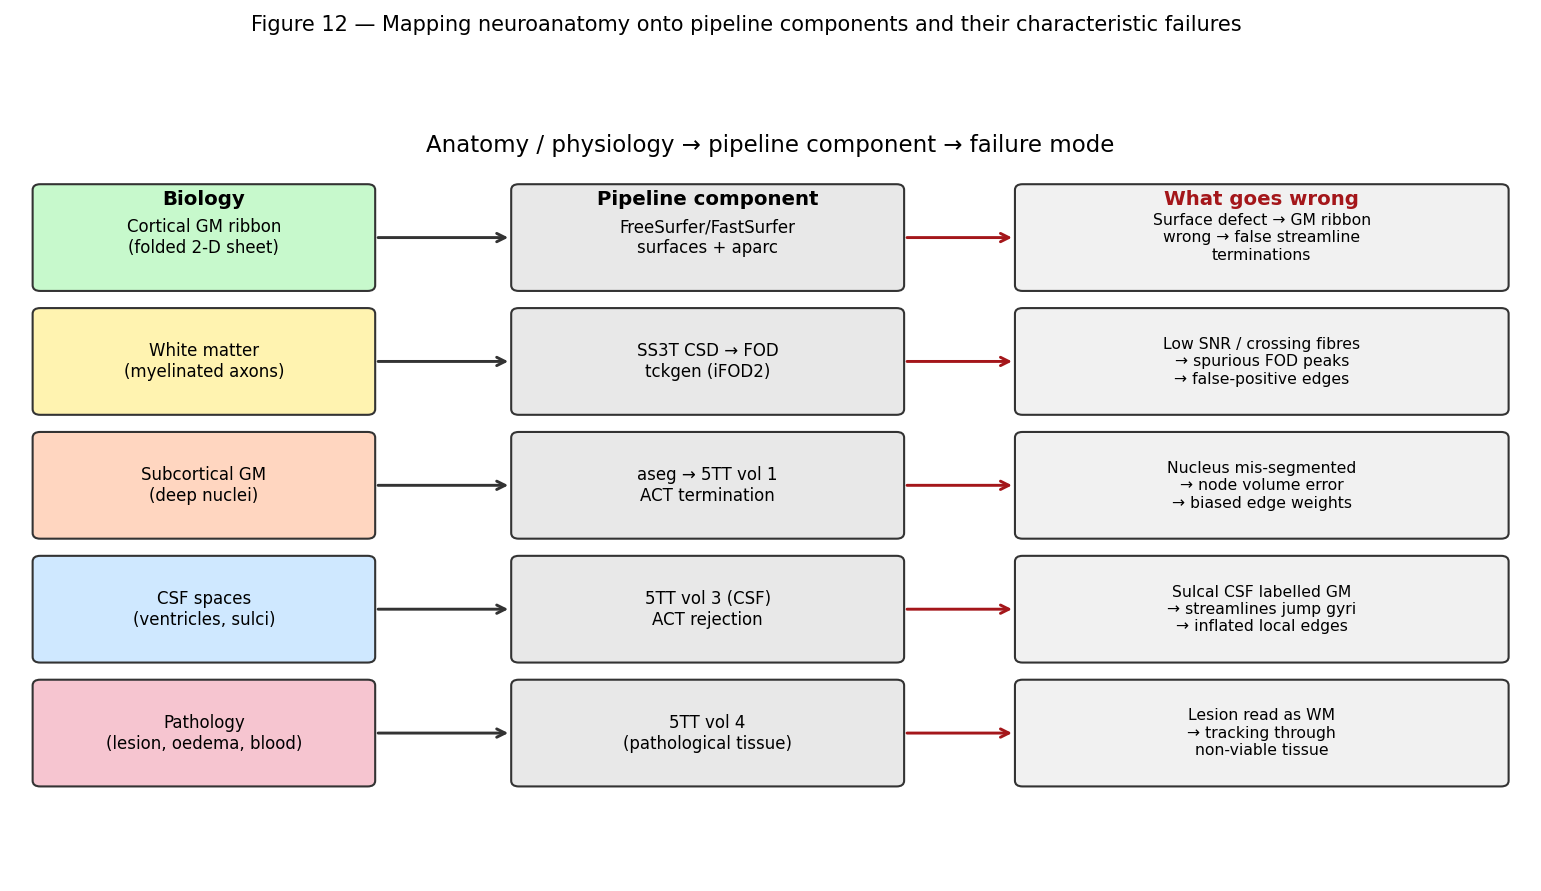 Figure 12 — Mapping neuroanatomy onto pipeline components and their characteristic failures
Anatomy / physiology → pipeline component → failure mode
Biology
Cortical GM ribbon
(folded 2-D sheet)
Pipeline component
FreeSurfer/FastSurfer
surfaces + aparc
What goes wrong
Surface defect → GM ribbon
wrong → false streamline
terminations
White matter
(myelinated axons)
SS3T CSD → FOD
tckgen (iFOD2)
Low SNR / crossing fibres
→ spurious FOD peaks
→ false-positive edges
Subcortical GM
(deep nuclei)
aseg → 5TT vol 1
ACT termination
Nucleus mis-segmented
→ node volume error
→ biased edge weights
CSF spaces
(ventricles, sulci)
5TT vol 3 (CSF)
ACT rejection
Sulcal CSF labelled GM
→ streamlines jump gyri
→ inflated local edges
Pathology
(lesion, oedema, blood)
5TT vol 4
(pathological tissue)
Lesion read as WM
→ tracking through
non-viable tissue